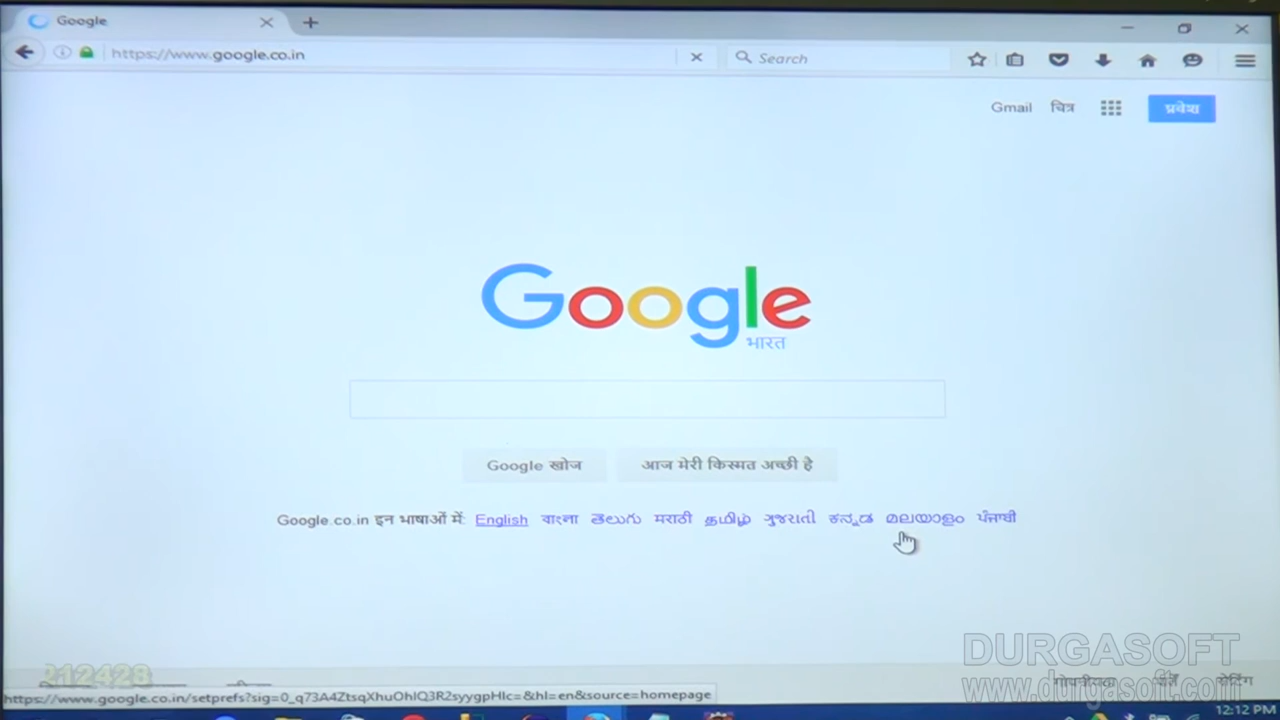 Google
https://www.google.co.in
Search
Gmail चित्र प्रवेश
Google
भारत
Google खोज आज मेरी किस्मत अच्छी है
Google.co.in इन भाषाओं में: English বাংলা తెలుగు मराठी தமிழ் ગુજરાતી ಕನ್ನಡ മലയാളം ਪੰਜਾਬੀ
DURGASOFT
212428
www.durgasoft.com
https://www.google.co.in/setprefs?sig=0_q73A4ZtsqXhuOhlQ3R2syygpHlc=&hl=en&source=homepage
12:12 PM